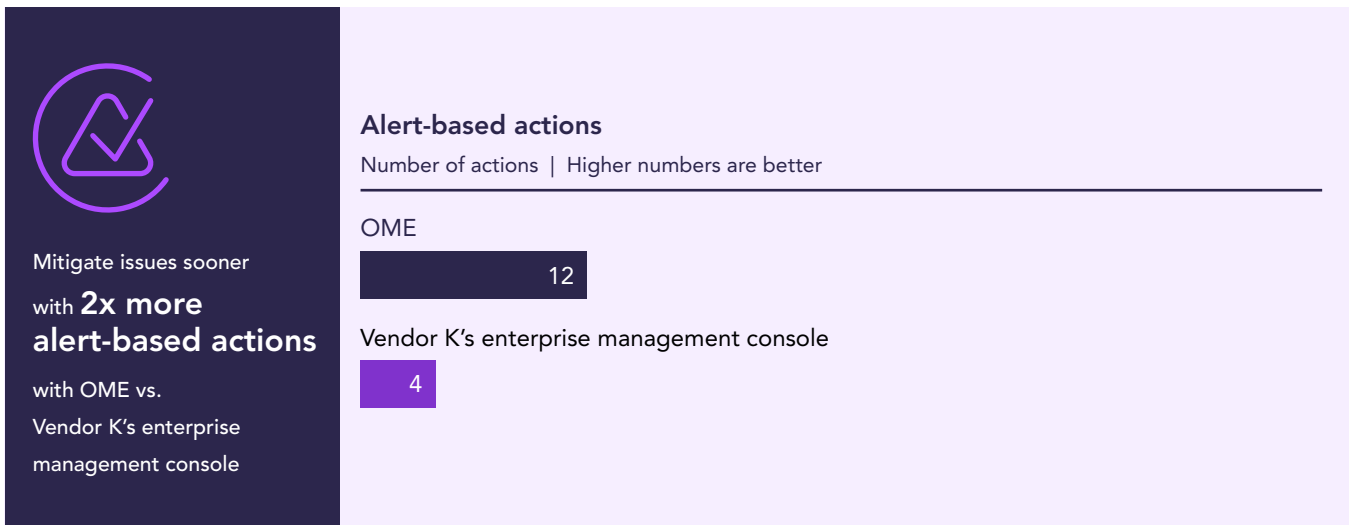 Mitigate issues sooner
with 2x more
alert-based actions
with OME vs.
Vendor K’s enterprise
management console
Alert-based actions
Number of actions | Higher numbers are better
OME
12
Vendor K’s enterprise management console
4